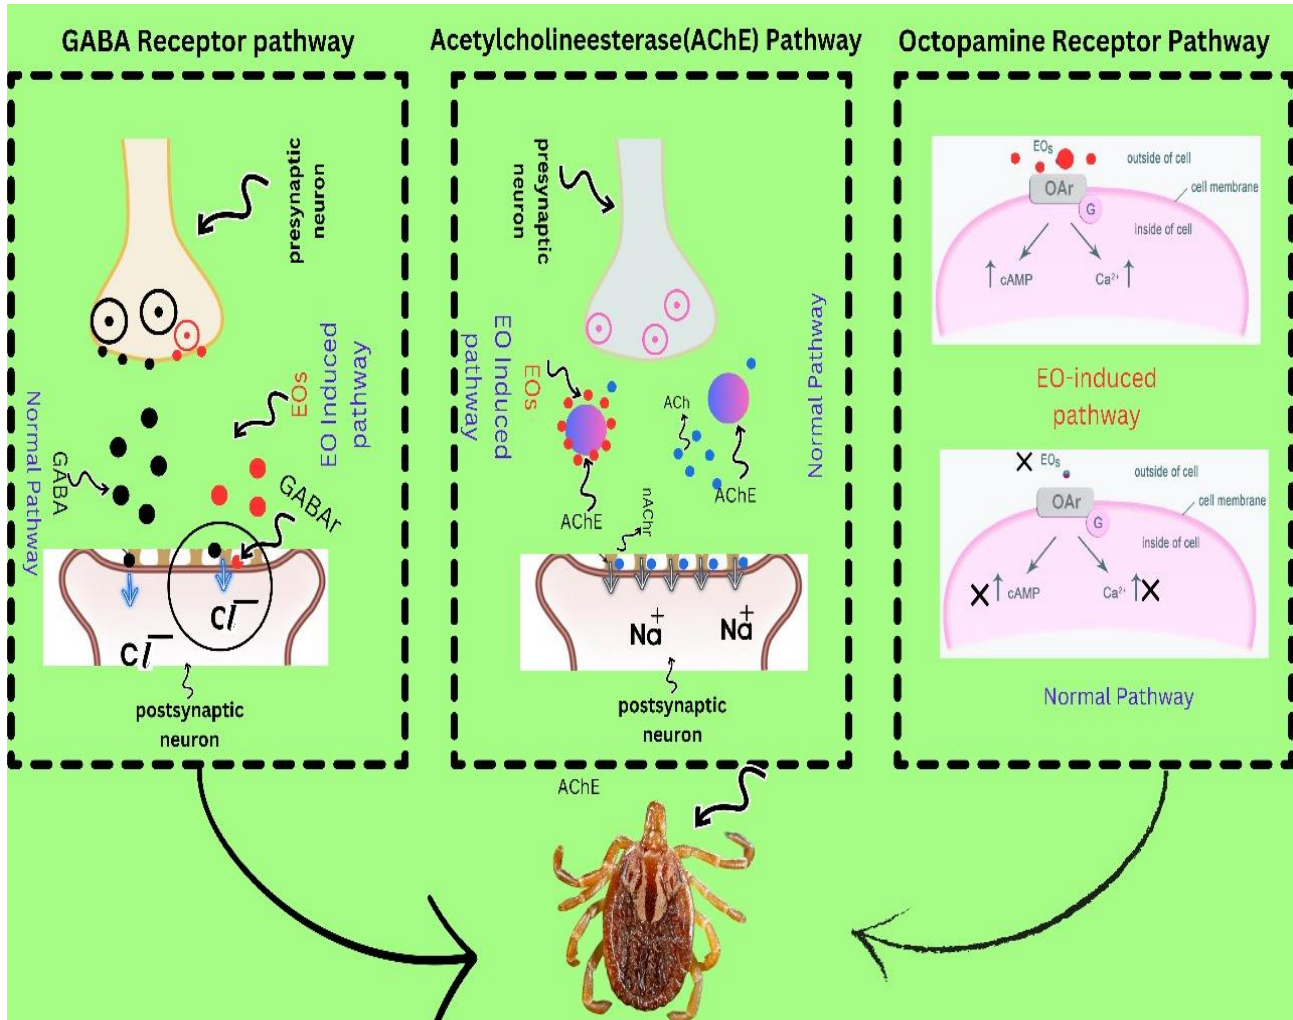 GABA Receptor pathway
presynaptic
neuron
EOs
EO Induced
pathway
Normal Pathway
GABA
GABAr
Cl⁻
Cl⁻
postsynaptic
neuron
Acetylcholineesterase(AChE) Pathway
presynaptic
neuron
EO Induced
pathway
EOs
ACh
Normal Pathway
AChE
AChE
nAChr
Na⁺
Na⁺
postsynaptic
neuron
AChE
Octopamine Receptor Pathway
EOs
outside of cell
OAr
cell membrane
G
inside of cell
cAMP
Ca²⁺
EO-induced
pathway
EOs
outside of cell
OAr
cell membrane
G
inside of cell
cAMP
Ca²⁺
Normal Pathway